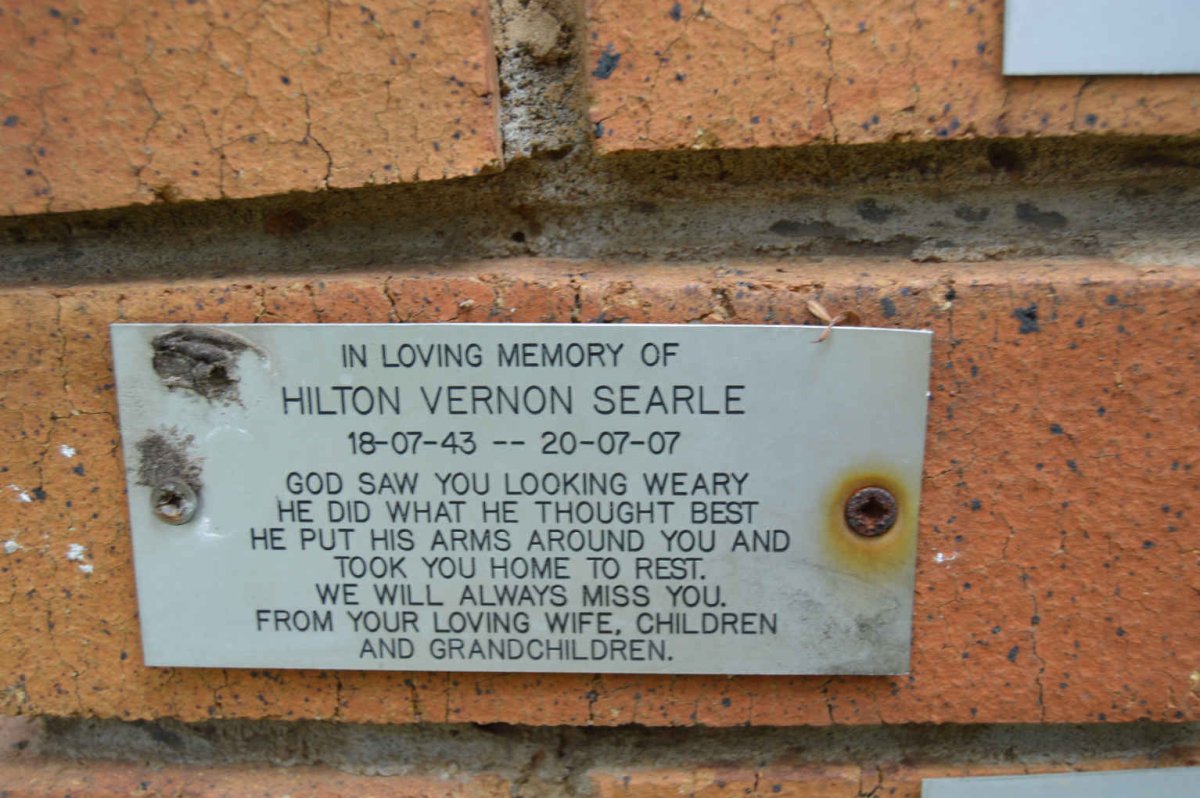 IN LOVING MEMORY OF
HILTON VERNON SEARLE
18-07-43 -- 20-07-07
GOD SAW YOU LOOKING WEARY
HE DID WHAT HE THOUGHT BEST
HE PUT HIS ARMS AROUND YOU AND
TOOK YOU HOME TO REST.
WE WILL ALWAYS MISS YOU.
FROM YOUR LOVING WIFE, CHILDREN
AND GRANDCHILDREN.